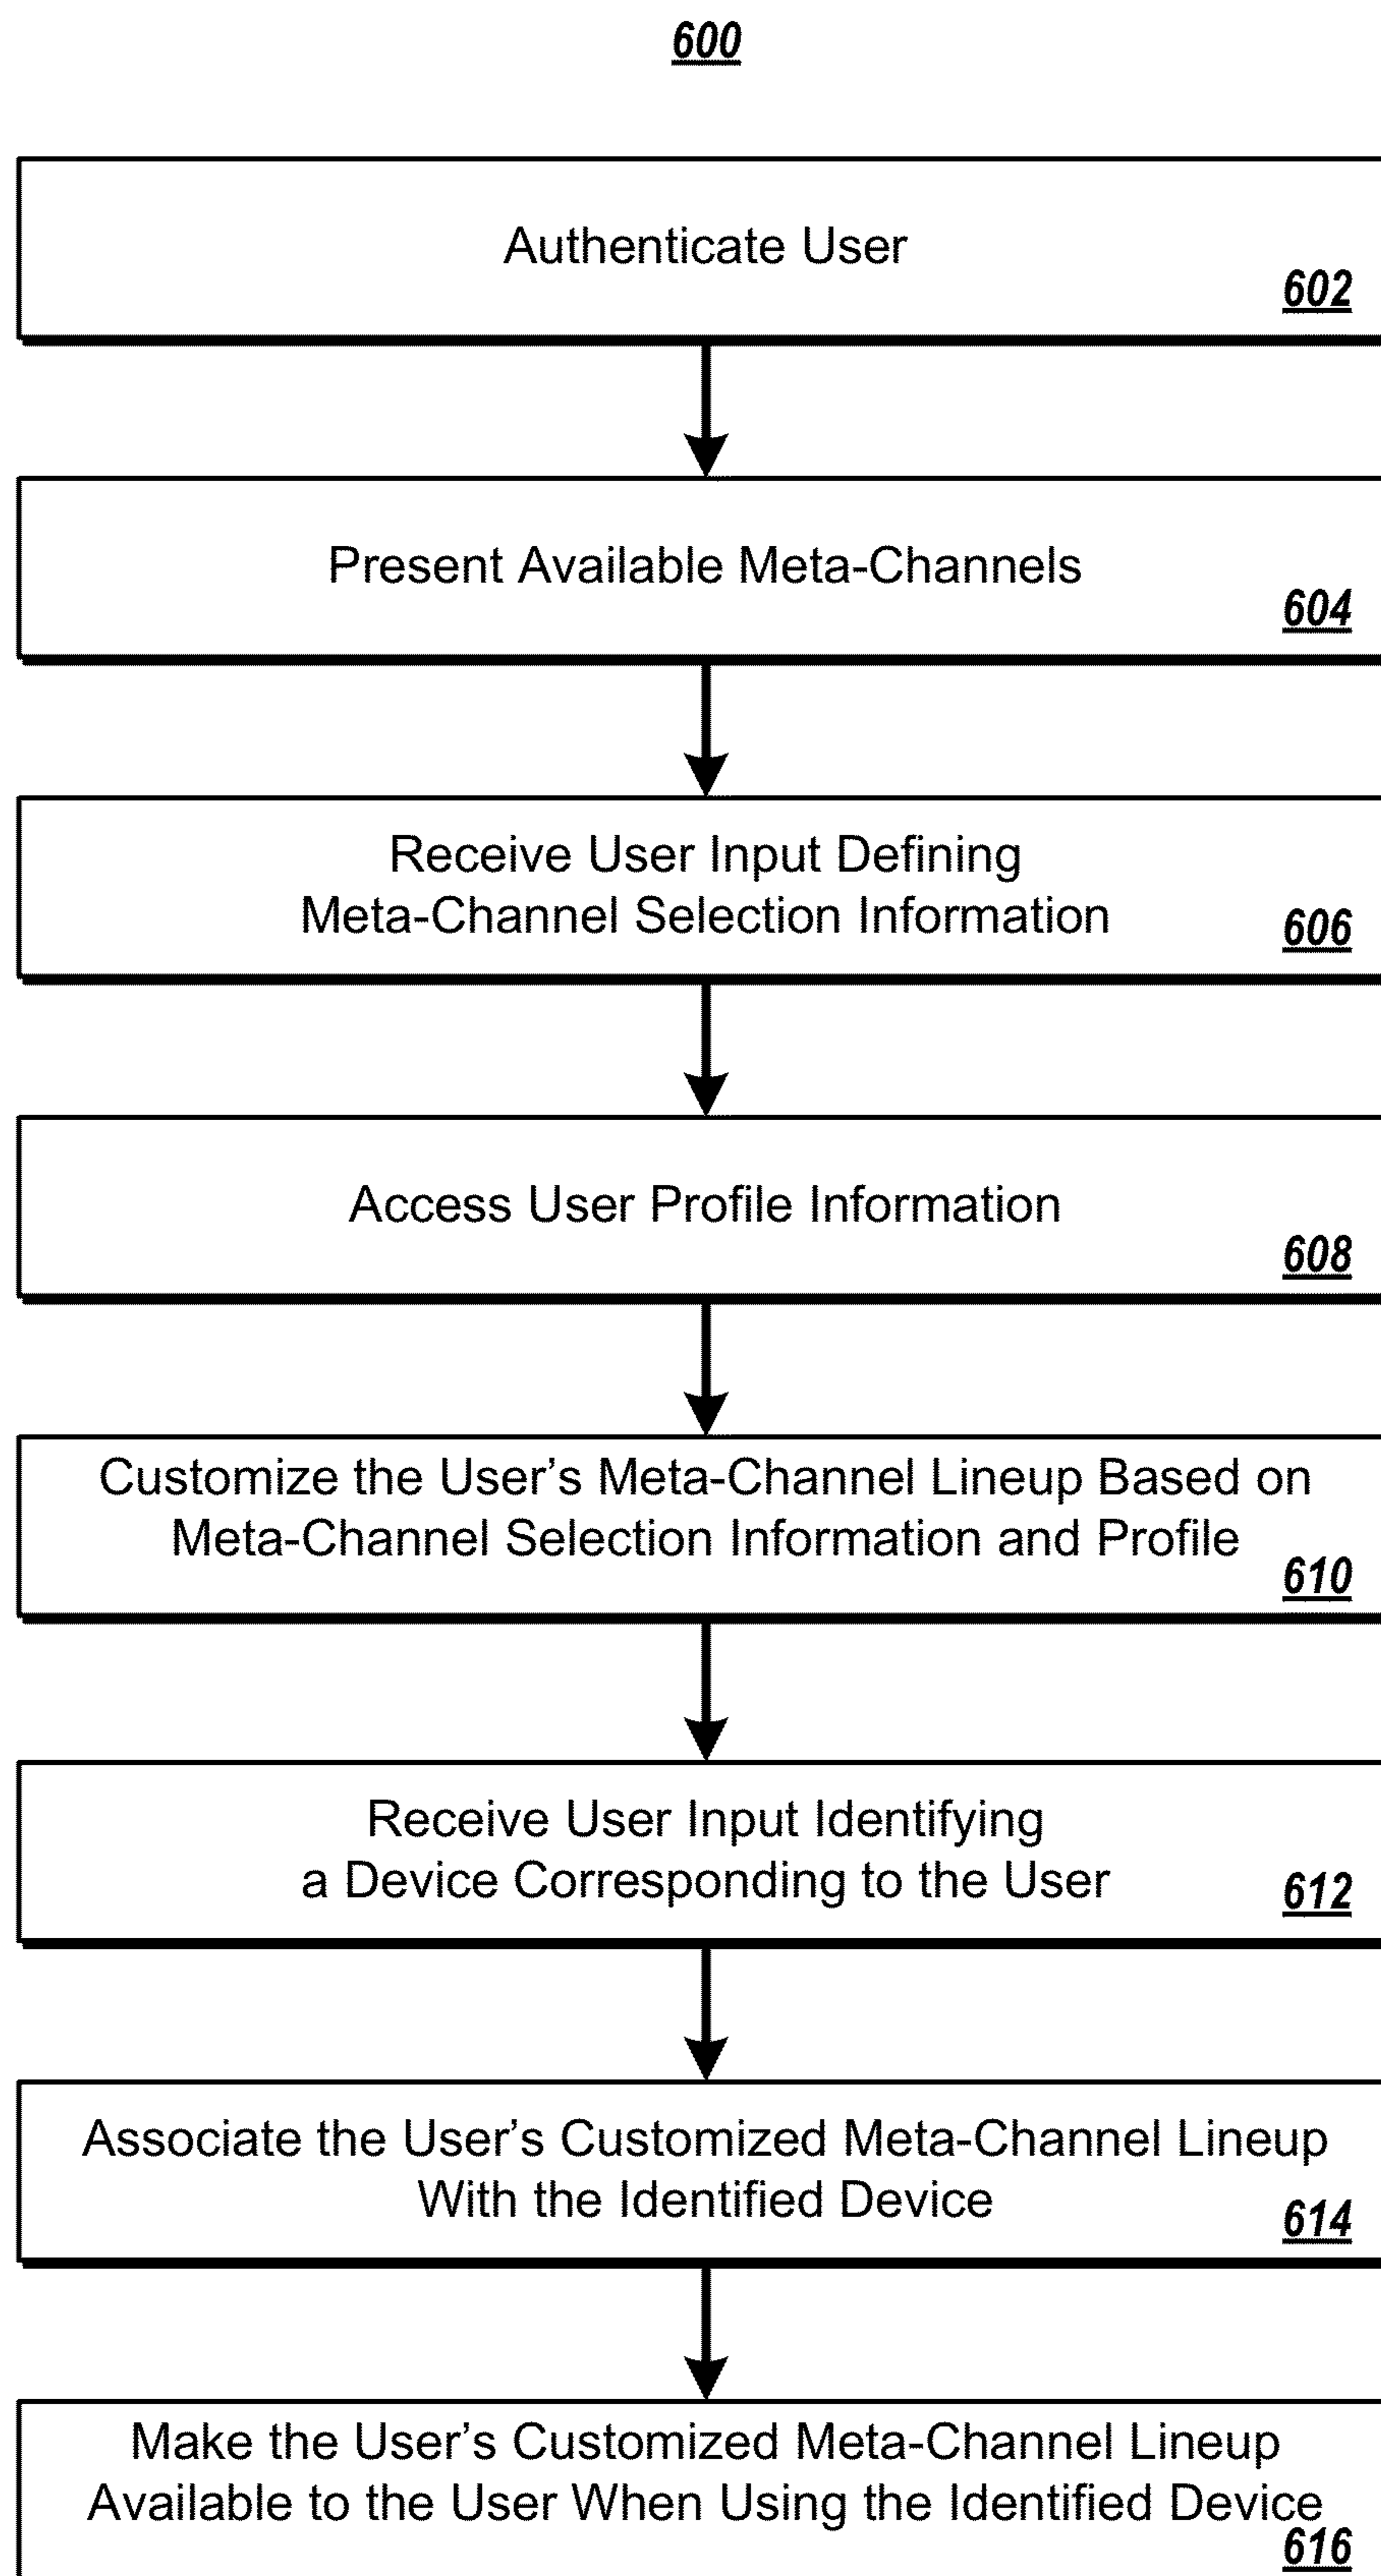 600
Authenticate User
602
Present Available Meta-Channels
604
Receive User Input Defining
Meta-Channel Selection Information
606
Access User Profile Information
608
Customize the User’s Meta-Channel Lineup Based on
Meta-Channel Selection Information and Profile
610
Receive User Input Identifying
a Device Corresponding to the User
612
Associate the User’s Customized Meta-Channel Lineup
With the Identified Device
614
Make the User’s Customized Meta-Channel Lineup
Available to the User When Using the Identified Device
616